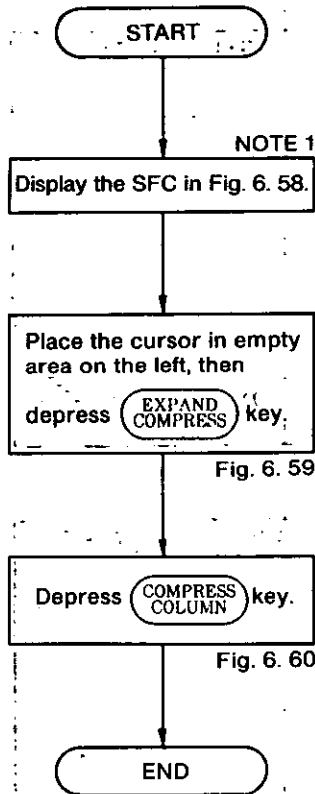 START
NOTE 1
Display the SFC in Fig. 6. 58.
Place the cursor in empty
area on the left, then
depress EXPAND COMPRESS key.
Fig. 6. 59
Depress COMPRESS COLUMN key.
Fig. 6. 60
END